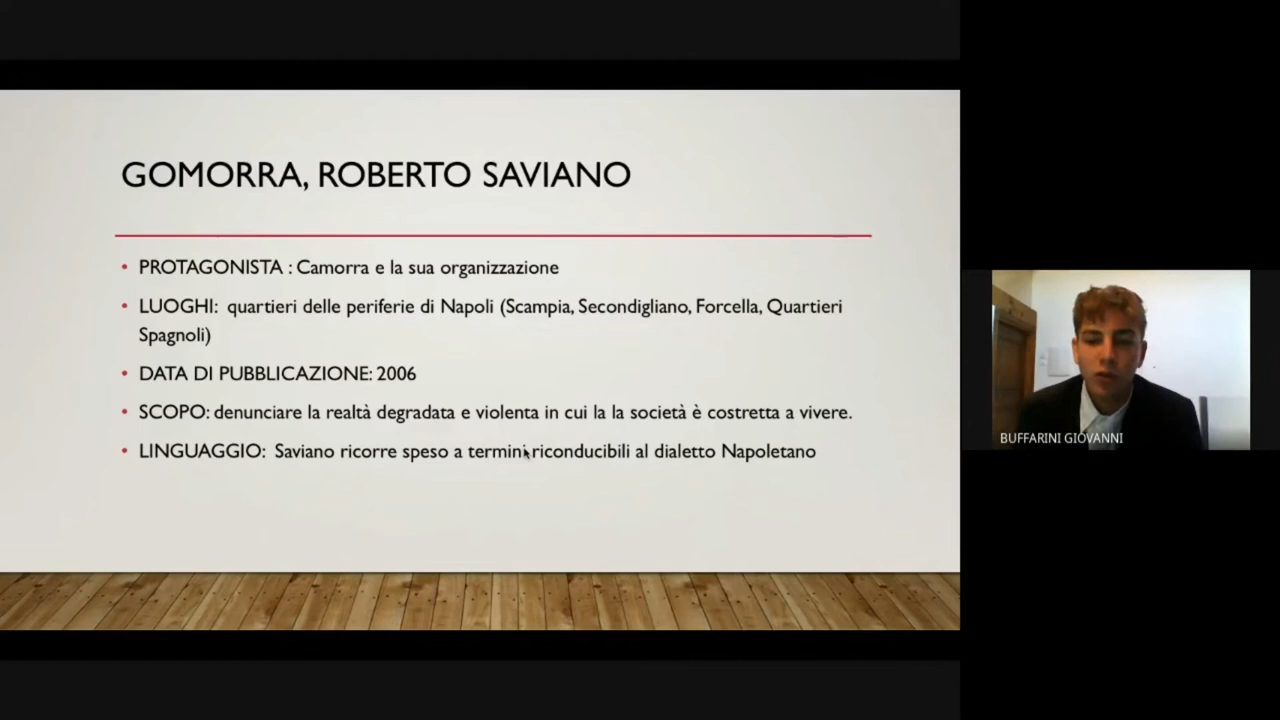 GOMORRA, ROBERTO SAVIANO
• PROTAGONISTA : Camorra e la sua organizzazione
• LUOGHI: quartieri delle periferie di Napoli (Scampia, Secondigliano, Forcella, Quartieri
Spagnoli)
• DATA DI PUBBLICAZIONE: 2006
• SCOPO: denunciare la realtà degradata e violenta in cui la la società è costretta a vivere.
• LINGUAGGIO: Saviano ricorre speso a termini riconducibili al dialetto Napoletano
BUFFARINI GIOVANNI